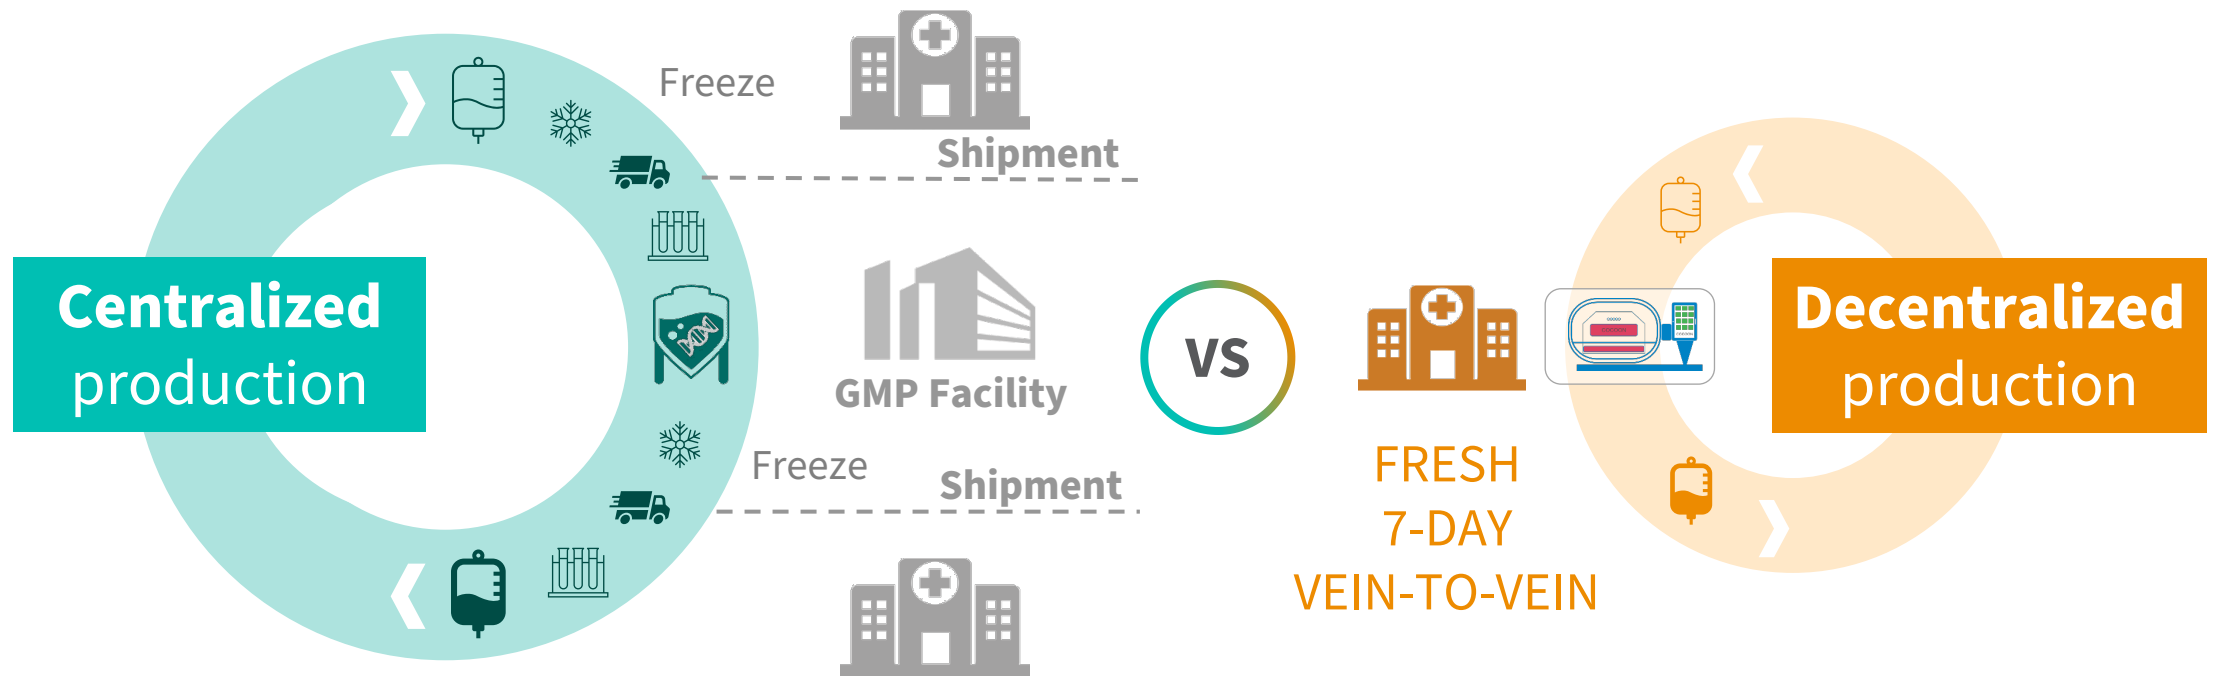 Freeze
Shipment
Centralized
production
GMP Facility
Freeze
Shipment
VS
FRESH
7-DAY
VEIN-TO-VEIN
Decentralized
production